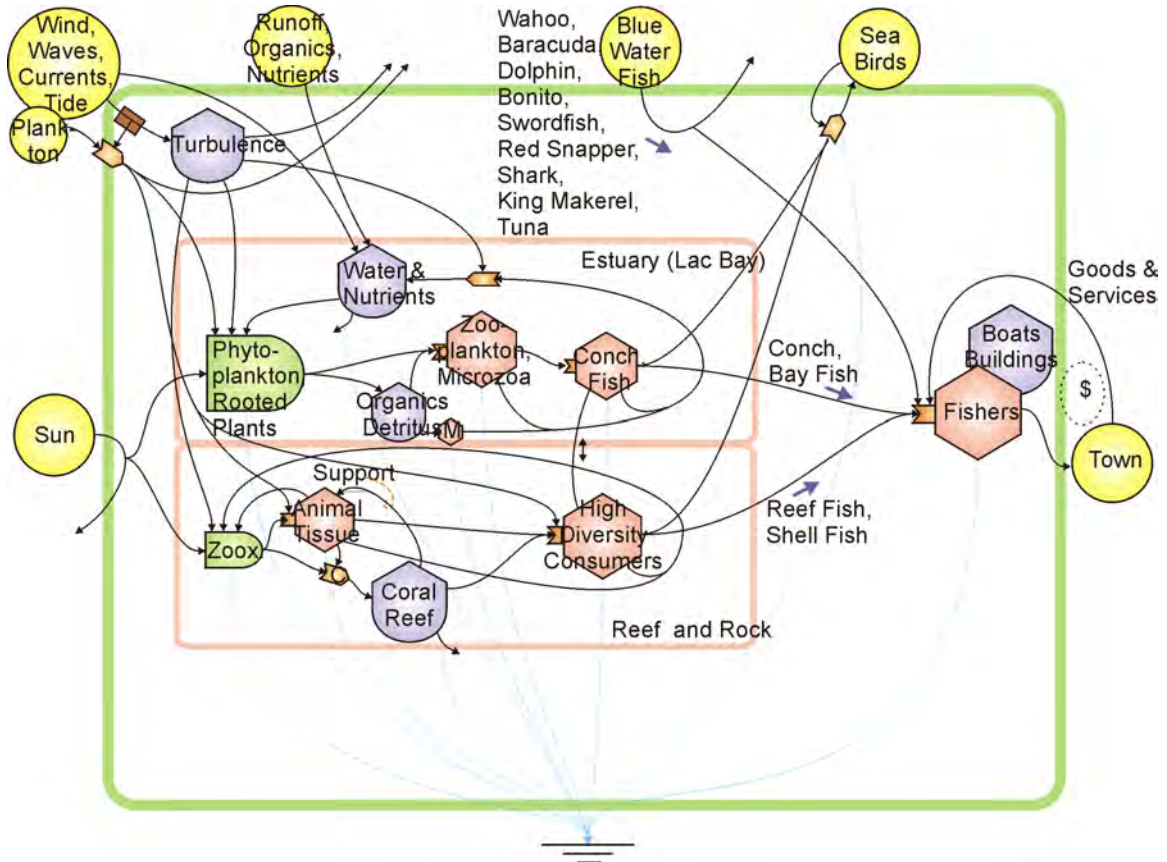 Wind,
Waves,
Currents,
Tide
Runoff,
Organics,
Nutrients
Wahoo,
Baracuda,
Dolphin,
Bonito,
Swordfish,
Red Snapper,
Shark,
King Makerel,
Tuna
Blue
Water
Fish
Sea
Birds
Plank-
ton
Turbulence
Estuary (Lac Bay)
Water &
Nutrients
Goods &
Services
Zoo-
plankton,
Microzoa
Phyto-
plankton
Rooted
Plants
Conch
Fish
Conch,
Bay Fish
Boats
Buildings
$
Organics
Detritus
M
Fishers
Sun
Town
Support
Animal
Tissue
High
Diversity
Consumers
Reef Fish,
Shell Fish
Zoox
Coral
Reef
Reef and Rock